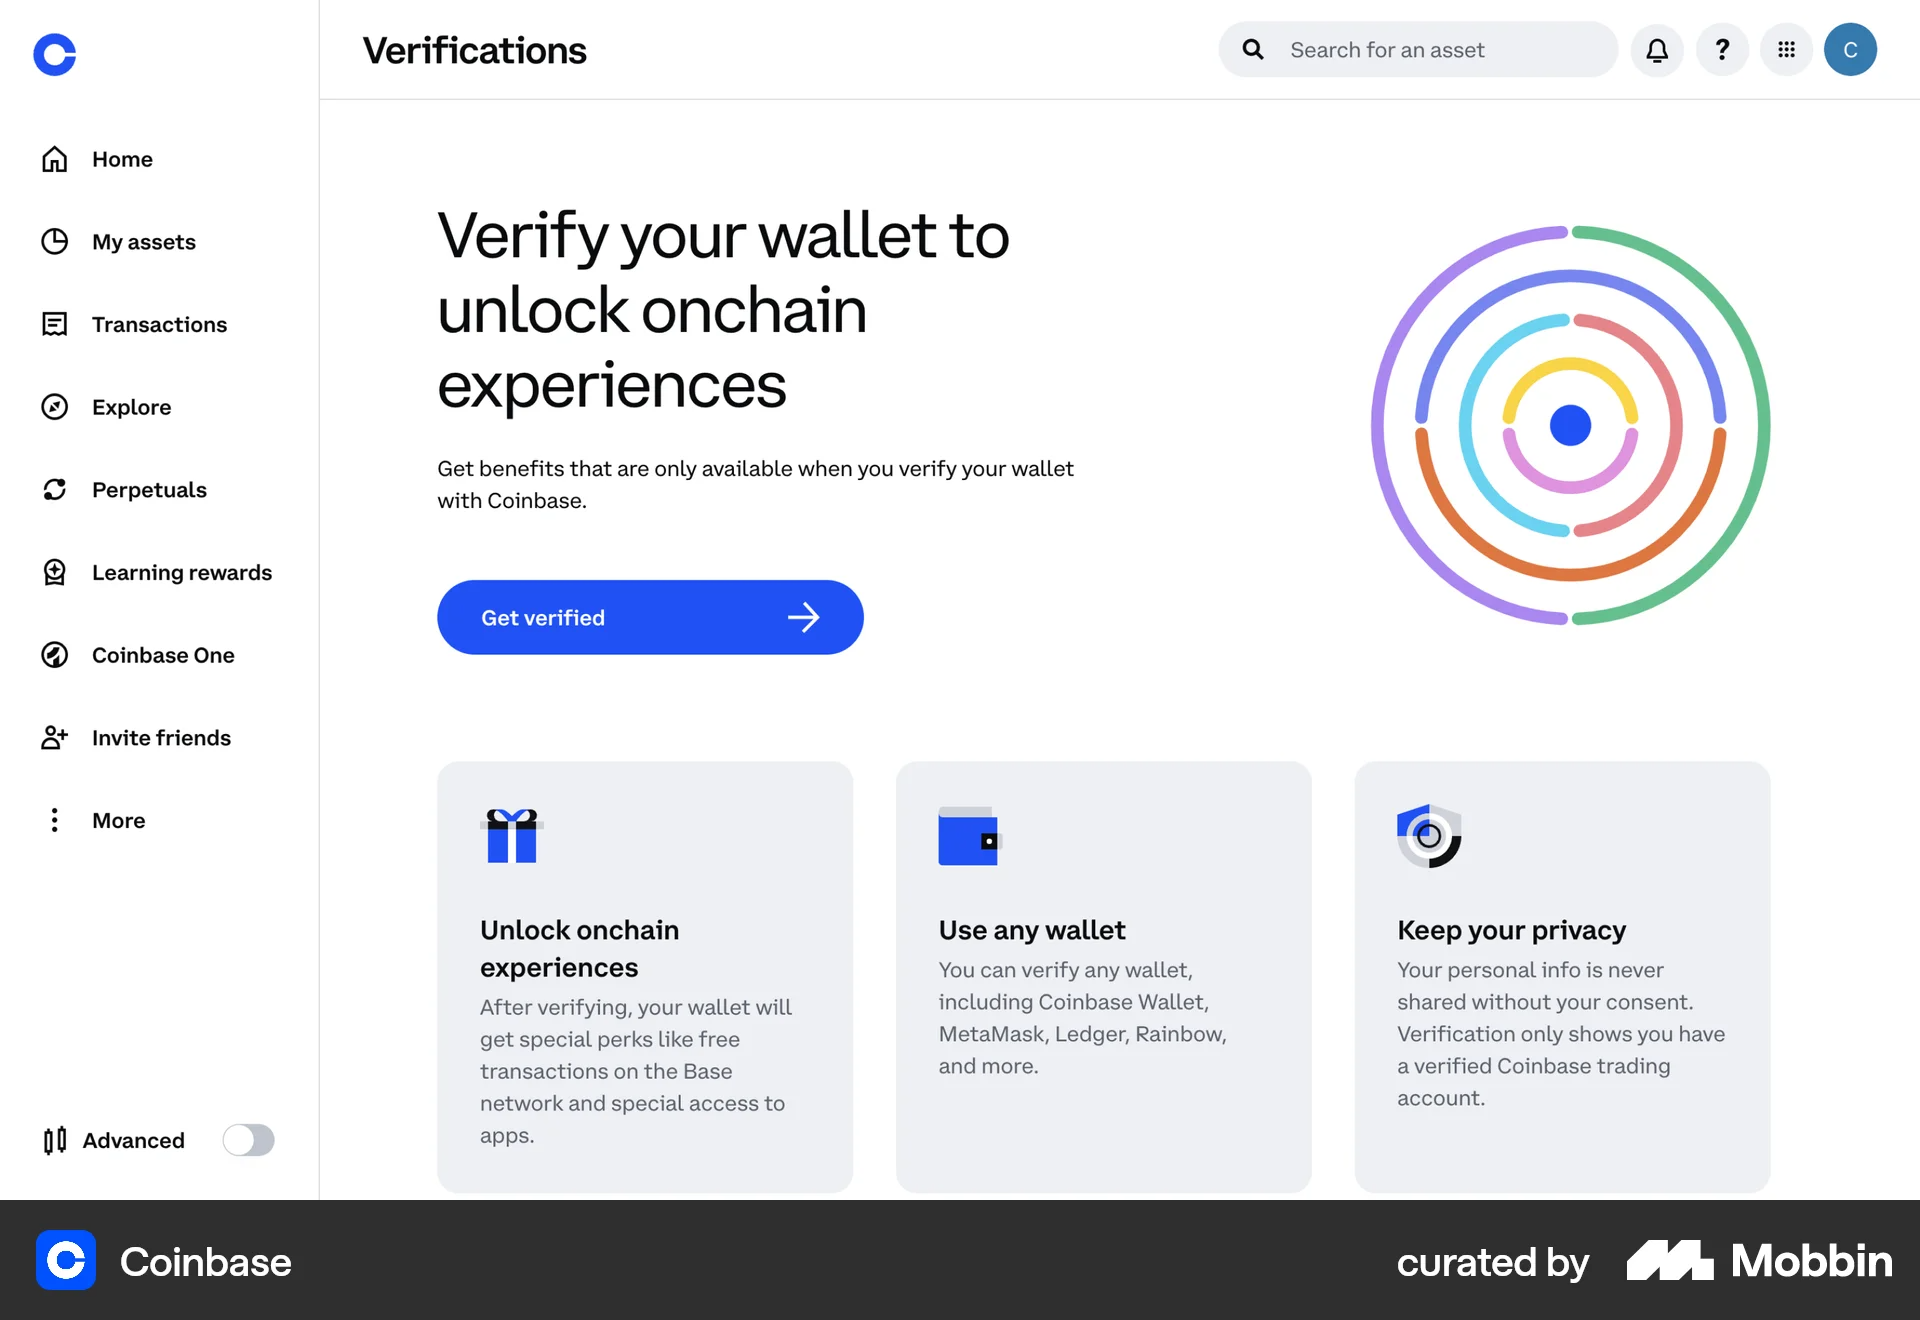 Verifications
Search for an asset
?
C
Home
My assets
Transactions
Explore
Perpetuals
Learning rewards
Coinbase One
Invite friends
More
Advanced
Verify your wallet to
unlock onchain
experiences
Get benefits that are only available when you verify your wallet
with Coinbase.
Get verified
Unlock onchain
experiences
After verifying, your wallet will
get special perks like free
transactions on the Base
network and special access to
apps.
Use any wallet
You can verify any wallet,
including Coinbase Wallet,
MetaMask, Ledger, Rainbow,
and more.
Keep your privacy
Your personal info is never
shared without your consent.
Verification only shows you have
a verified Coinbase trading
account.
Coinbase
curated by Mobbin